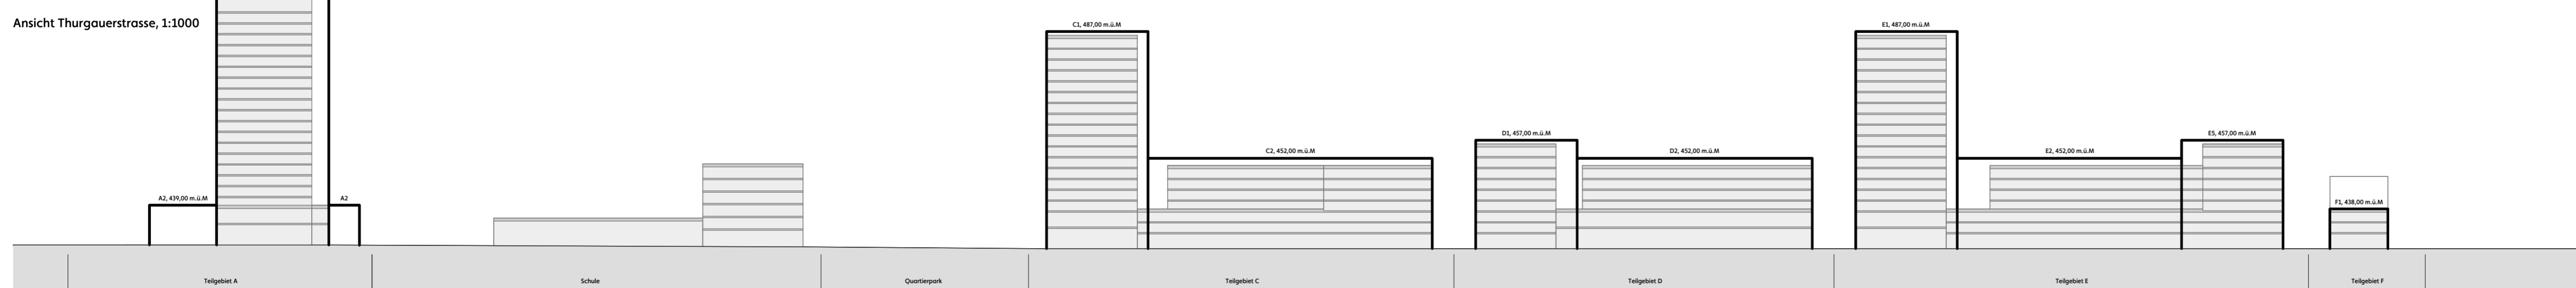 Ansicht Thurgauerstrasse, 1:1000
C1, 487,00 m.ü.M
E1, 487,00 m.ü.M
D1, 457,00 m.ü.M
E5, 457,00 m.ü.M
C2, 452,00 m.ü.M
D2, 452,00 m.ü.M
E2, 452,00 m.ü.M
A2, 439,00 m.ü.M
A2
F1, 438,00 m.ü.M
Teilgebiet A
Schule
Quartierpark
Teilgebiet C
Teilgebiet D
Teilgebiet E
Teilgebiet F